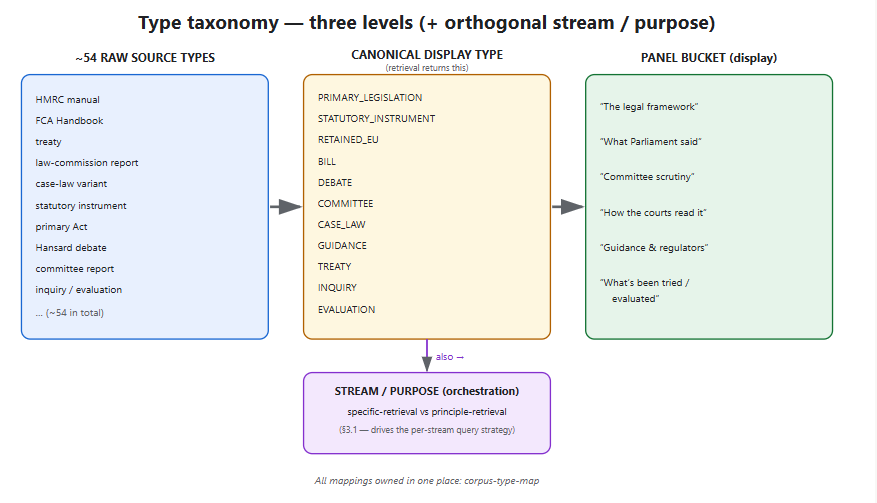 Type taxonomy — three levels (+ orthogonal stream / purpose)
~54 RAW SOURCE TYPES
HMRC manual
FCA Handbook
treaty
law-commission report
case-law variant
statutory instrument
primary Act
Hansard debate
committee report
inquiry / evaluation
... (~54 in total)
CANONICAL DISPLAY TYPE
(retrieval returns this)
PRIMARY_LEGISLATION
STATUTORY_INSTRUMENT
RETAINED_EU
BILL
DEBATE
COMMITTEE
CASE_LAW
GUIDANCE
TREATY
INQUIRY
EVALUATION
PANEL BUCKET (display)
"The legal framework"
"What Parliament said"
"Committee scrutiny"
"How the courts read it"
"Guidance & regulators"
"What's been tried /
evaluated"
also →
STREAM / PURPOSE (orchestration)
specific-retrieval vs principle-retrieval
(§3.1 — drives the per-stream query strategy)
All mappings owned in one place: corpus-type-map